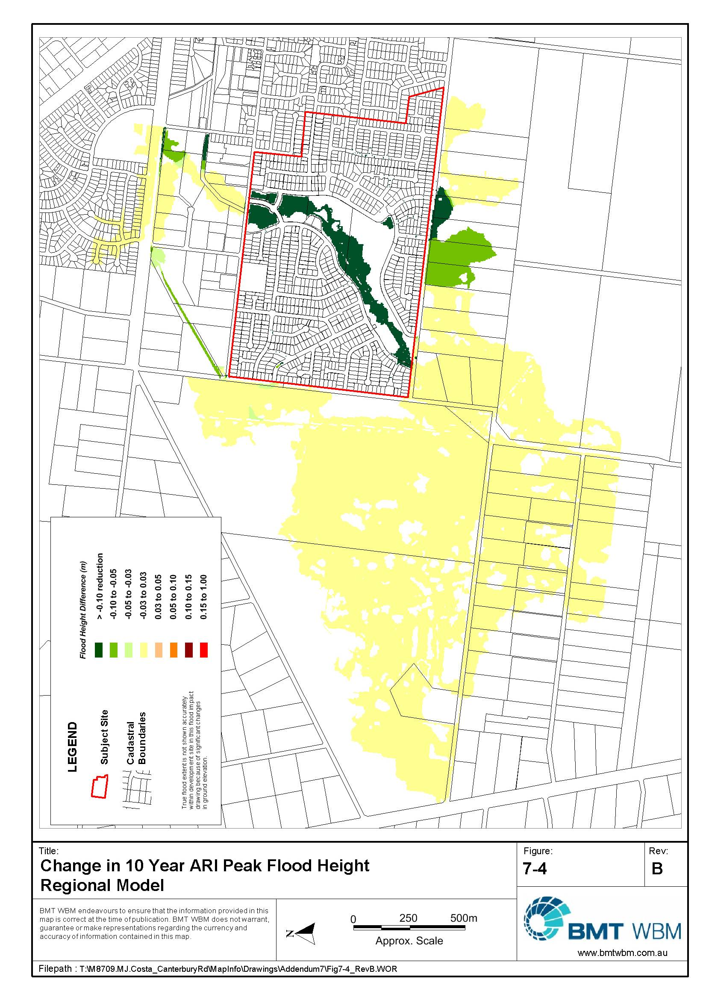 LEGEND
Subject Site
Cadastral
Boundaries
True flood extent is not shown accurately
within development site in this flood impact
drawing because of significant changes
in ground elevation.
Flood Height Difference (m)
> -0.10 reduction
-0.10 to -0.05
-0.05 to -0.03
-0.03 to 0.03
0.03 to 0.05
0.05 to 0.10
0.10 to 0.15
0.15 to 1.00
Title:
Change in 10 Year ARI Peak Flood Height
Regional Model
Figure:
7-4
Rev:
B
BMT WBM endeavours to ensure that the information provided in this
map is correct at the time of publication. BMT WBM does not warrant,
guarantee or make representations regarding the currency and
accuracy of information contained in this map.
N
0 250 500m
Approx. Scale
BMT WBM
www.bmtwbm.com.au
Filepath : T:\M8709.MJ.Costa_CanterburyRd\MapInfo\Drawings\Addendum7\Fig7-4_RevB.WOR